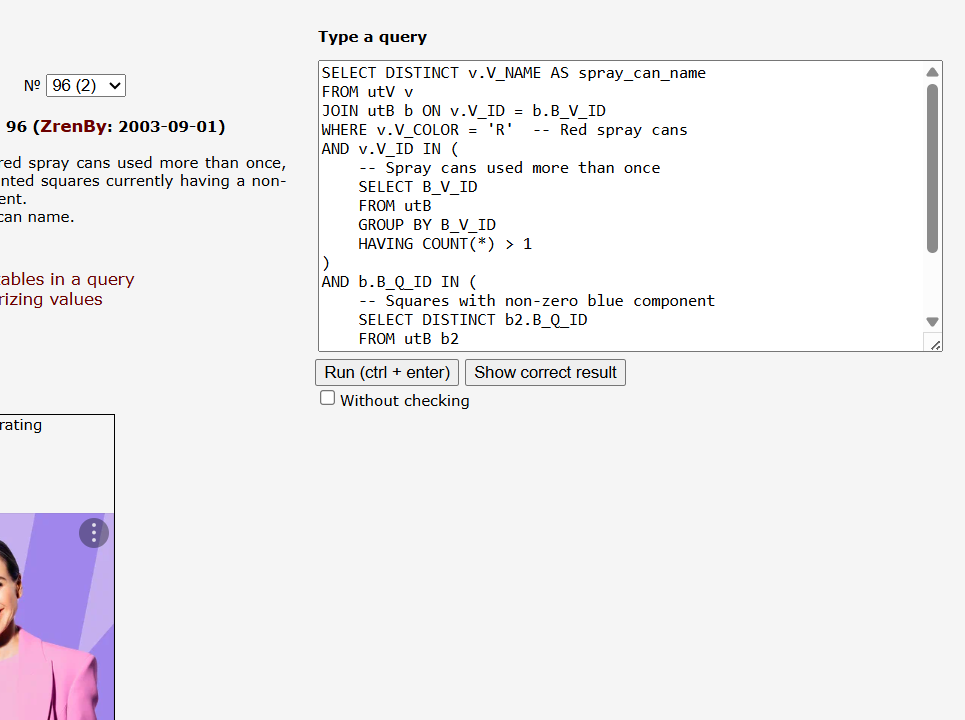 Type a query
№ 96 (2)
96 (ZrenBy: 2003-09-01)
red spray cans used more than once,
nted squares currently having a non-
ent.
can name.
ables in a query
rizing values
rating
SELECT DISTINCT v.V_NAME AS spray_can_name
FROM utV v
JOIN utB b ON v.V_ID = b.B_V_ID
WHERE v.V_COLOR = 'R'  -- Red spray cans
AND v.V_ID IN (
    -- Spray cans used more than once
    SELECT B_V_ID
    FROM utB
    GROUP BY B_V_ID
    HAVING COUNT(*) > 1
)
AND b.B_Q_ID IN (
    -- Squares with non-zero blue component
    SELECT DISTINCT b2.B_Q_ID
    FROM utB b2
Run (ctrl + enter)
Show correct result
Without checking